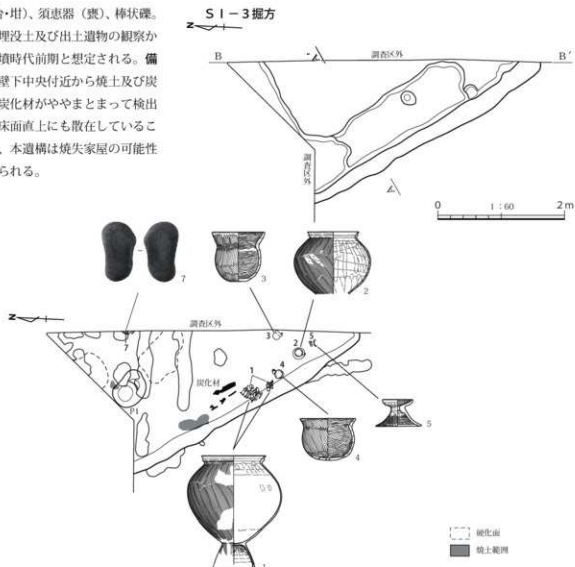 台・坩)、須恵器(甕)、棒状礫。
埋没土及び出土遺物の観察か
墳時代前期と想定される。備
壁下中央付近から焼土及び炭
炭化材がややまとまって検出
床面直上にも散在しているこ
、本遺構は焼失家屋の可能性
られる。
SI-3掘方
N
B
調査区外
B′
調査区外
0 1:60 2m
7
3
2
N
調査区外
7
3
2
5
4
1
炭化材
P1
5
4
1
硬化面
焼土範囲